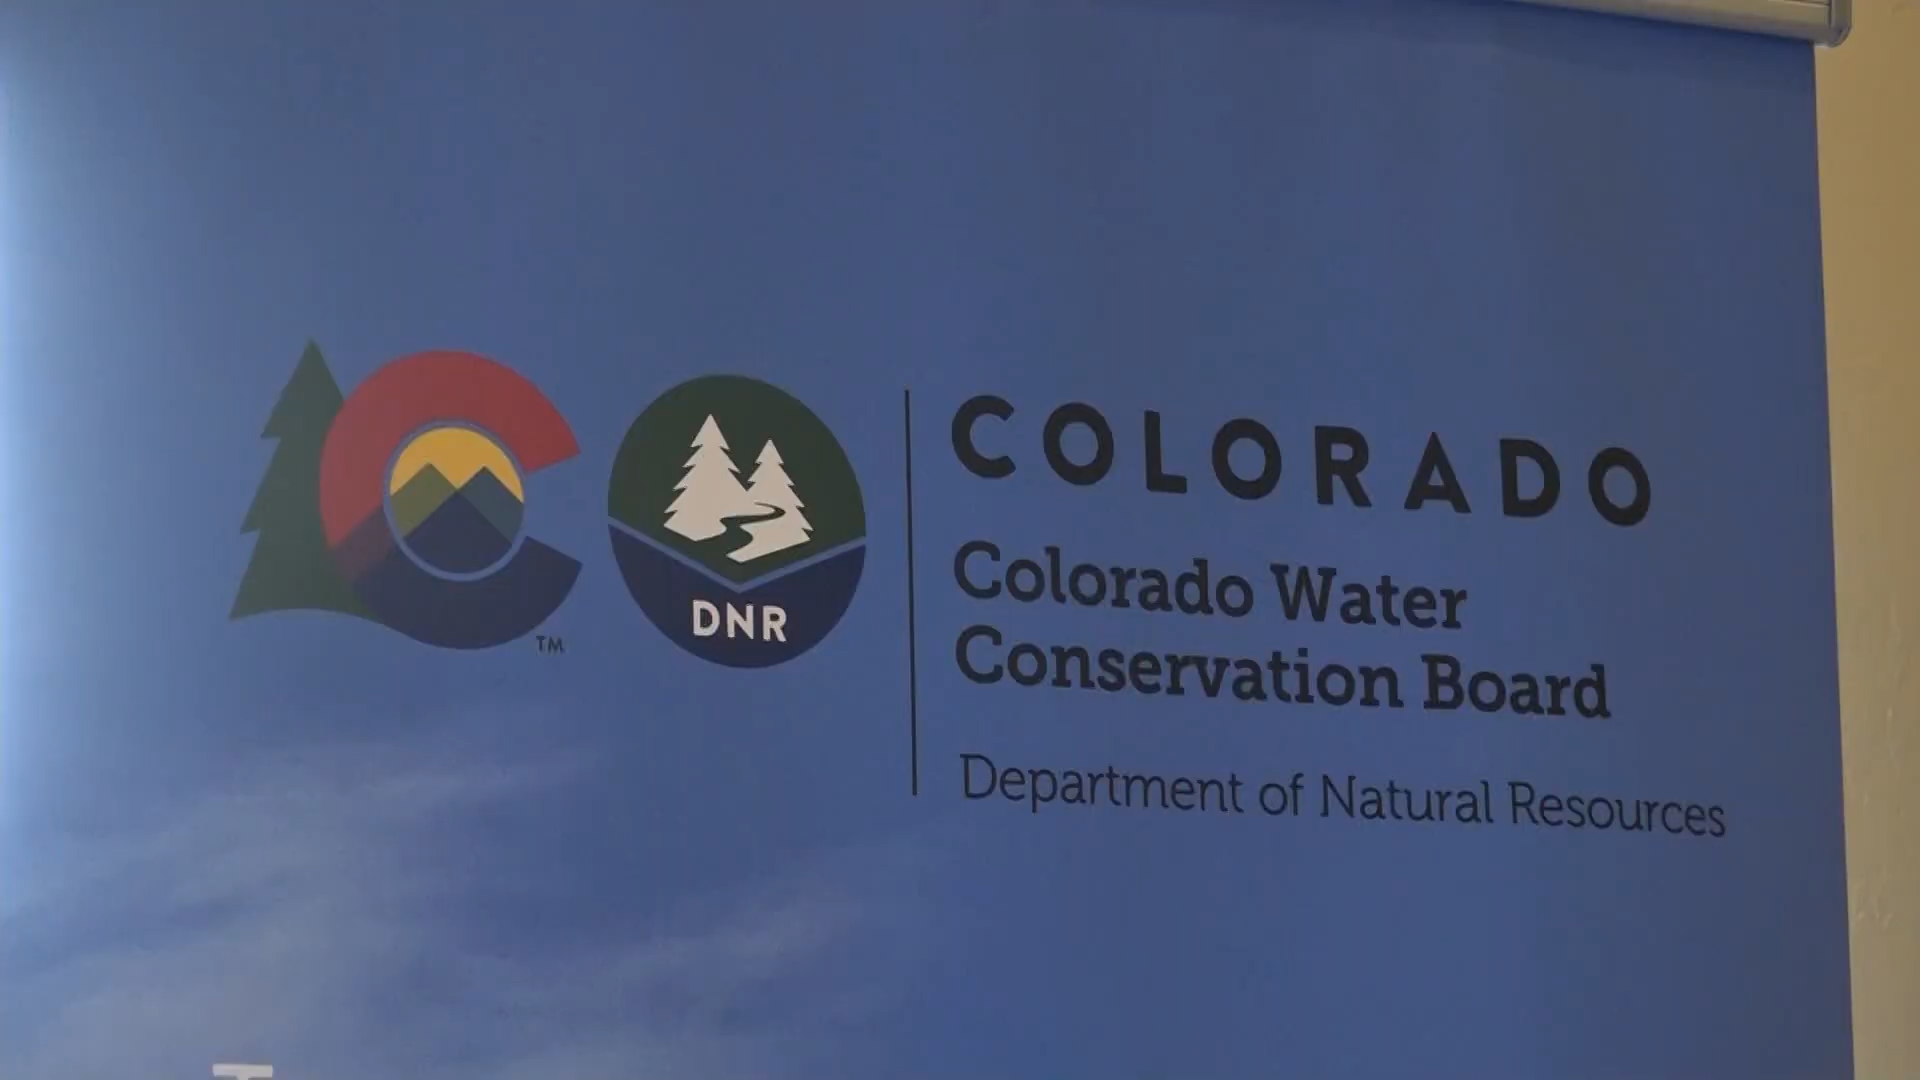 COLORADO
Colorado Water
Conservation Board
Department of Natural Resources
DNR
TM